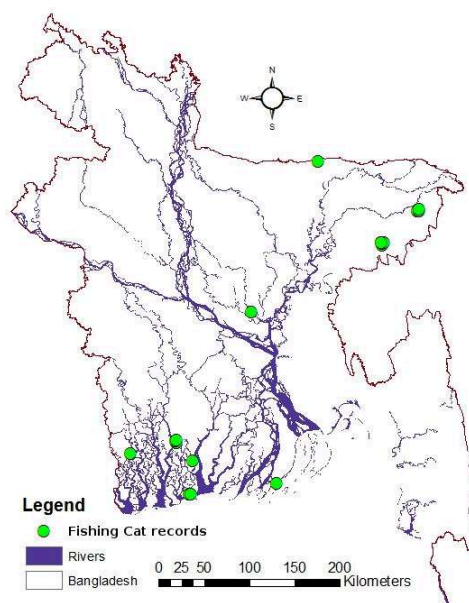 N
W E
S
Legend
Fishing Cat records
Rivers
Bangladesh
0 25 50 100 150 200
Kilometers